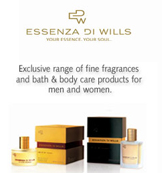 ESSENZA DI WILLS
YOUR ESSENCE. YOUR SOUL.
Exclusive range of fine fragrances
and bath & body care products for
men and women.